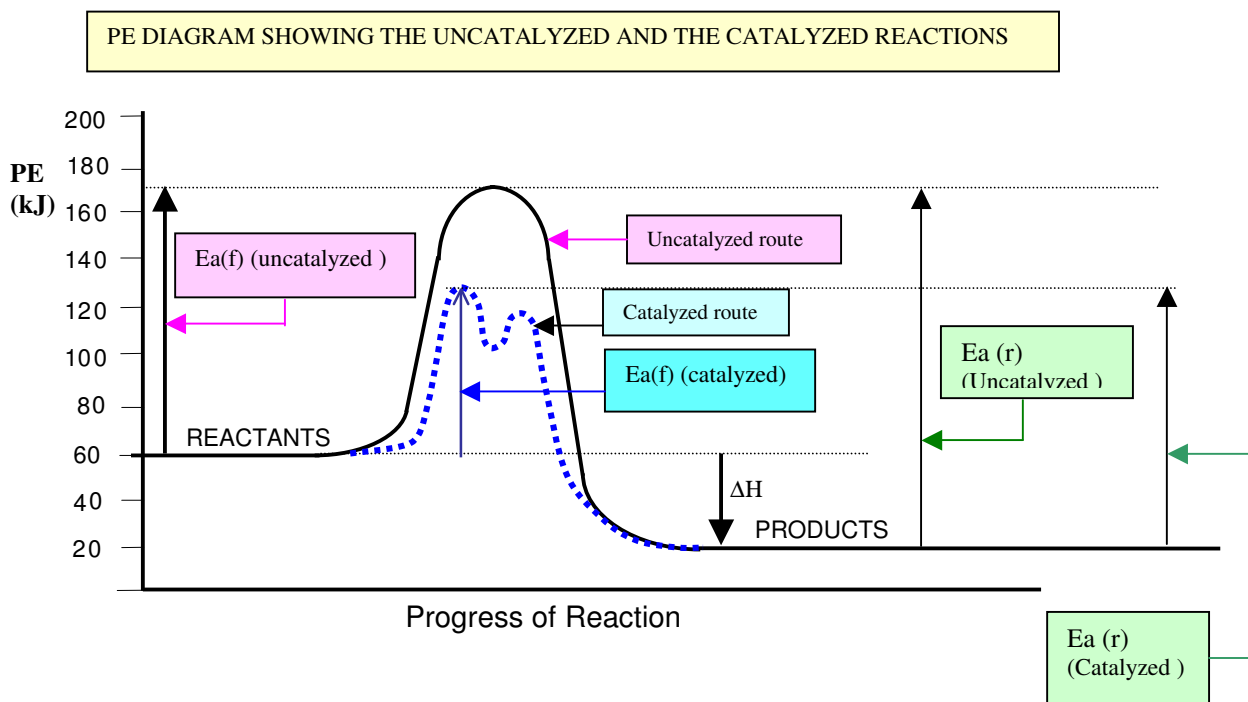 PE DIAGRAM SHOWING THE UNCATALYZED AND THE CATALYZED REACTIONS
200
180
PE
(kJ)
160
140
120
100
80
60
40
20
Ea(f) (uncatalyzed )
Uncatalyzed route
Catalyzed route
Ea(f) (catalyzed)
Ea (r)
(Uncatalyzed )
REACTANTS
ΔH
PRODUCTS
Progress of Reaction
Ea (r)
(Catalyzed )